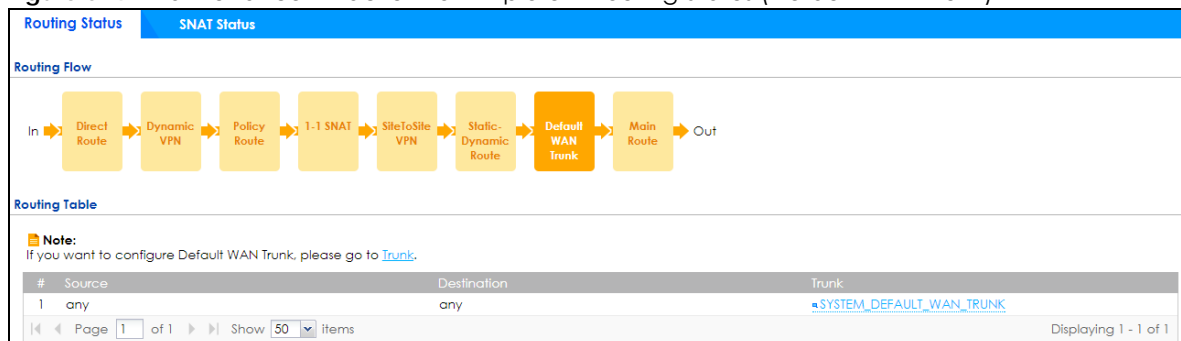 Routing Status SNAT Status
Routing Flow
In Direct Route Dynamic VPN Policy Route 1-1 SNAT SiteToSite VPN Static-Dynamic Route Default WAN Trunk Main Route Out
Routing Table
Note:
If you want to configure Default WAN Trunk, please go to Trunk.
# Source Destination Trunk
1 any any SYSTEM_DEFAULT_WAN_TRUNK
Page 1 of 1 Show 50 items Displaying 1 - 1 of 1